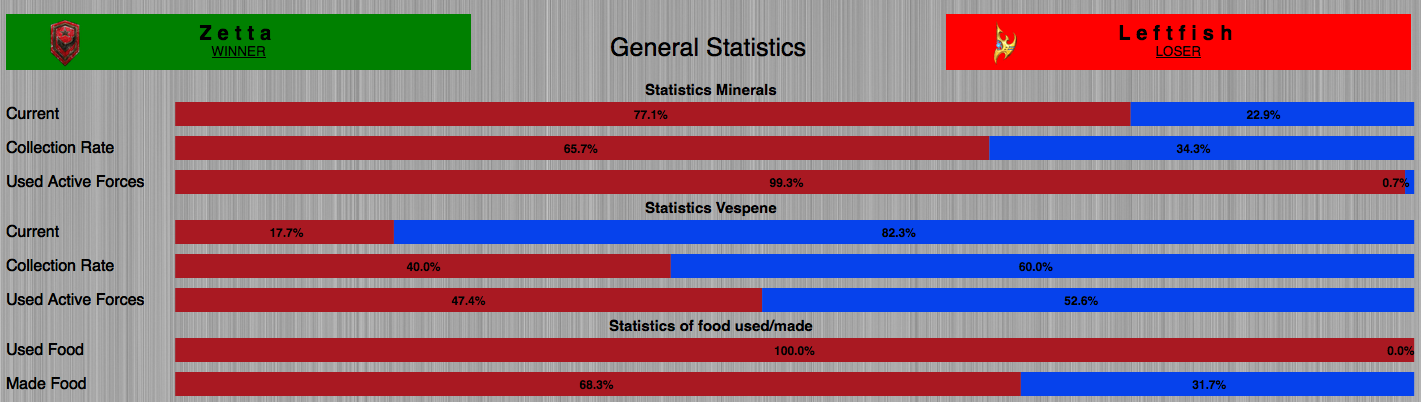 Zetta
WINNER
General Statistics
Leftfish
LOSER
Statistics Minerals
Current 77.1% 22.9%
Collection Rate 65.7% 34.3%
Used Active Forces 99.3% 0.7%
Statistics Vespene
Current 17.7% 82.3%
Collection Rate 40.0% 60.0%
Used Active Forces 47.4% 52.6%
Statistics of food used/made
Used Food 100.0% 0.0%
Made Food 68.3% 31.7%